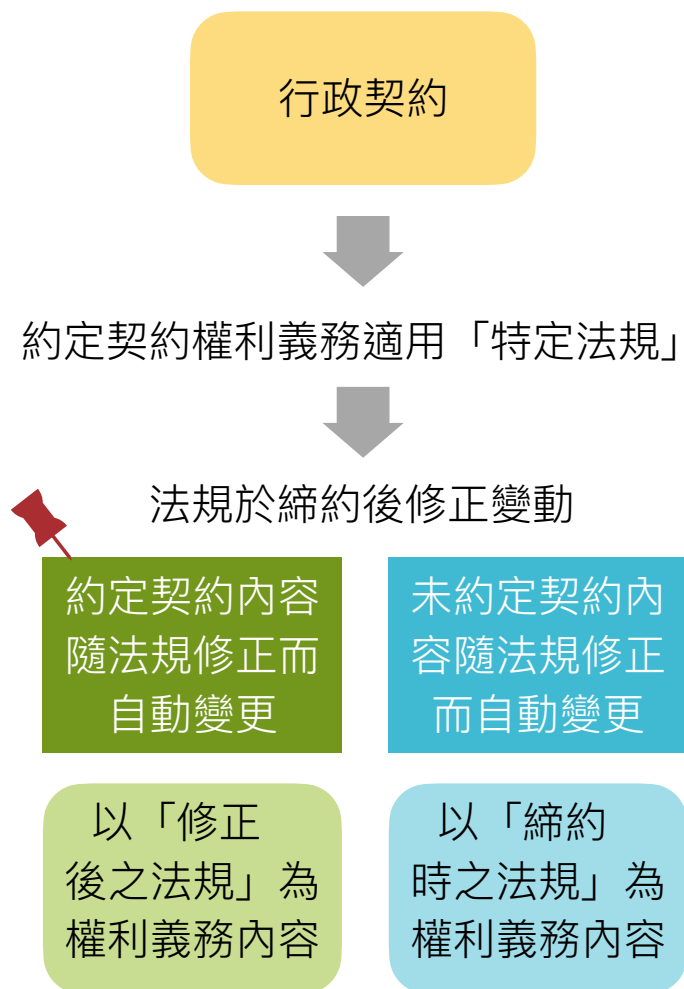 行政契約
約定契約權利義務適用「特定法規」
法規於締約後修正變動
約定契約內容
隨法規修正而
自動變更
未約定契約內
容隨法規修正
而自動變更
以「修正
後之法規」為
權利義務內容
以「締約
時之法規」為
權利義務內容